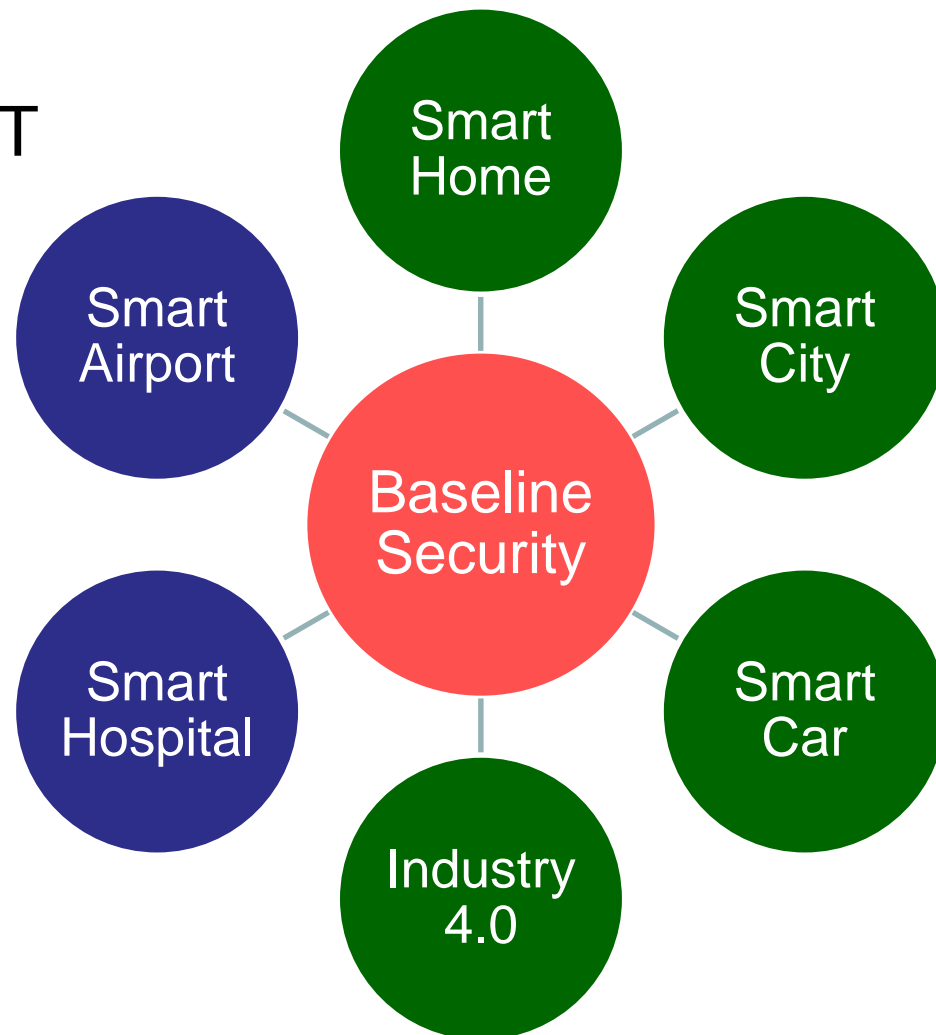 T
Smart
Home
Smart
Airport
Smart
City
Baseline
Security
Smart
Hospital
Smart
Car
Industry
4.0